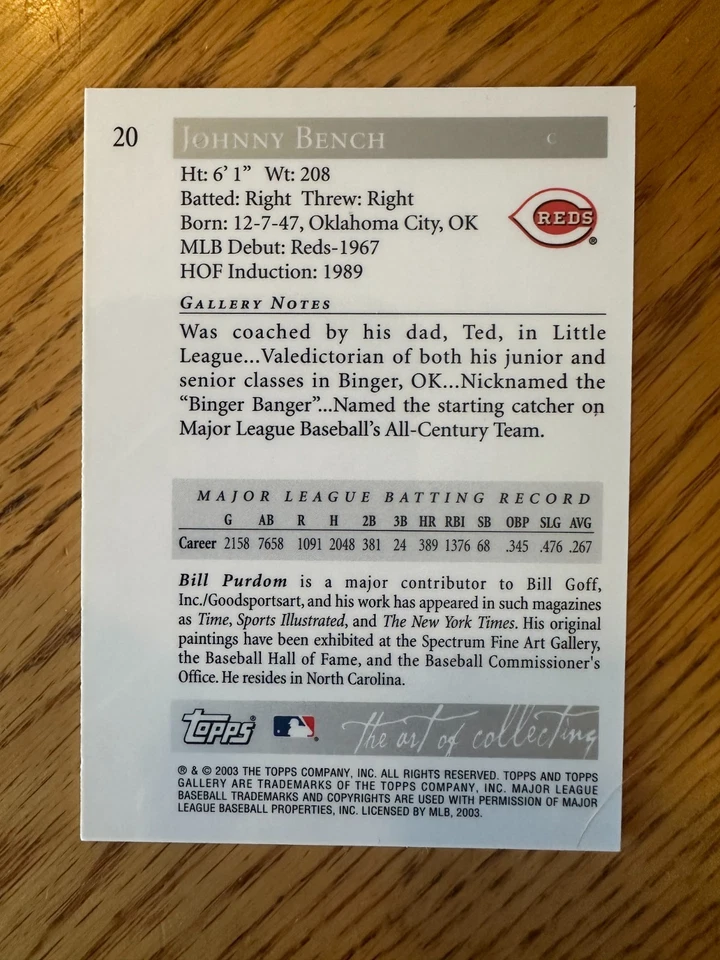 20 JOHNNY BENCH C
Ht: 6' 1" Wt: 208
Batted: Right Threw: Right
Born: 12-7-47, Oklahoma City, OK
MLB Debut: Reds-1967
HOF Induction: 1989
REDS®
GALLERY NOTES
Was coached by his dad, Ted, in Little
League...Valedictorian of both his junior and
senior classes in Binger, OK...Nicknamed the
“Binger Banger”...Named the starting catcher on
Major League Baseball's All-Century Team.
MAJOR LEAGUE BATTING RECORD
G AB R H 2B 3B HR RBI SB OBP SLG AVG
Career 2158 7658 1091 2048 381 24 389 1376 68 .345 .476 .267
Bill Purdom is a major contributor to Bill Goff,
Inc./Goodsportsart, and his work has appeared in such magazines
as Time, Sports Illustrated, and The New York Times. His original
paintings have been exhibited at the Spectrum Fine Art Gallery,
the Baseball Hall of Fame, and the Baseball Commissioner's
Office. He resides in North Carolina.
topps® the art of collecting
® & © 2003 THE TOPPS COMPANY, INC. ALL RIGHTS RESERVED. TOPPS AND TOPPS
GALLERY ARE TRADEMARKS OF THE TOPPS COMPANY, INC. MAJOR LEAGUE
BASEBALL TRADEMARKS AND COPYRIGHTS ARE USED WITH PERMISSION OF MAJOR
LEAGUE BASEBALL PROPERTIES, INC. LICENSED BY MLB, 2003.